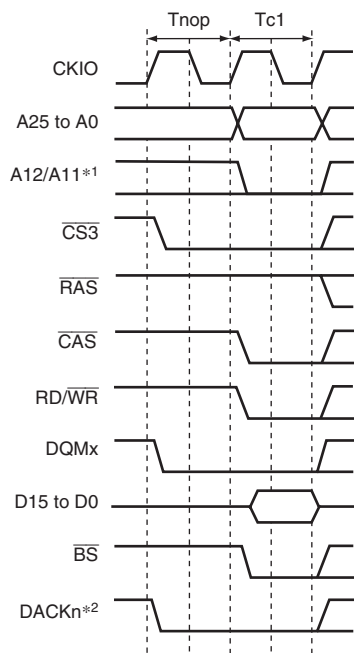 Tnop Tc1
CKIO
A25 to A0
A12/A11*1
CS3
RAS
CAS
RD/WR
DQMx
D15 to D0
BS
DACKn*2